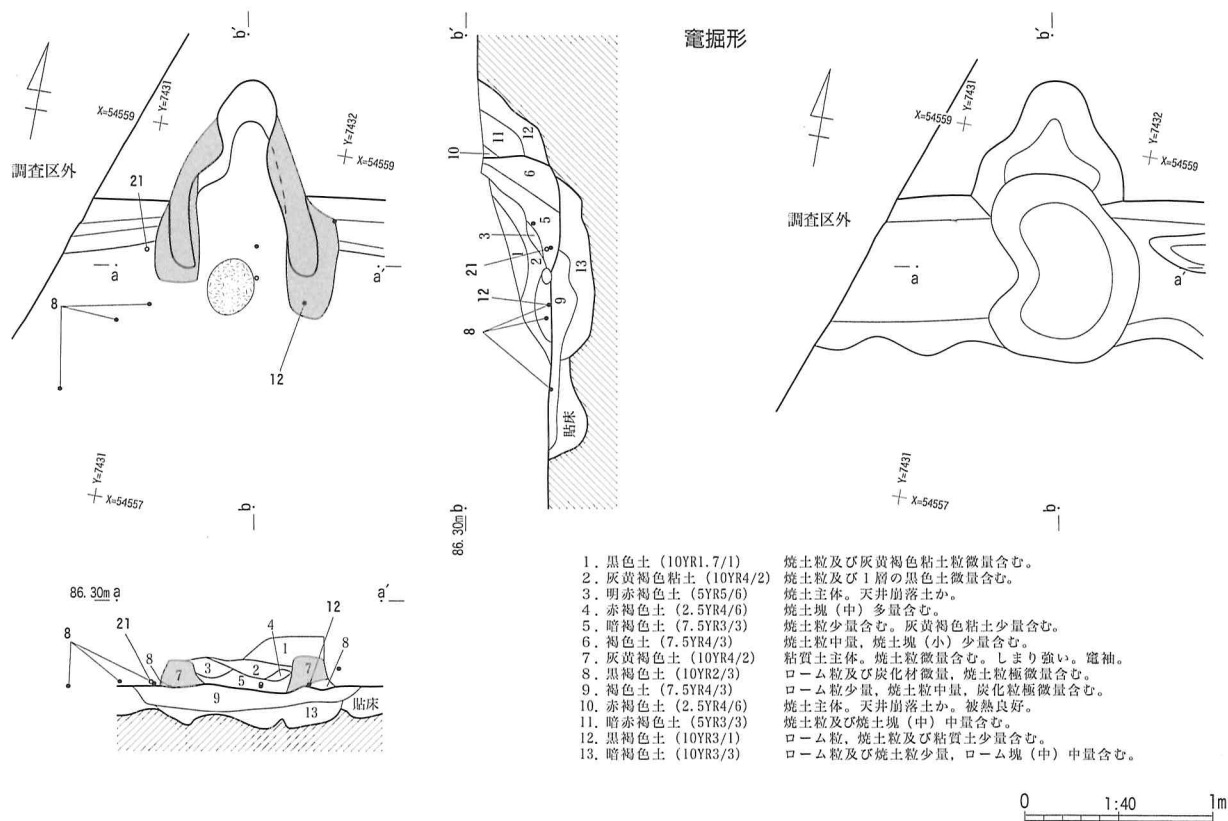 b′
X=54559
Y=7431
Y=7432
X=54559
調査区外
21
a
a′
8
12
Y=7431
X=54557
b
b′
10
11
12
6
5
3
1
2
21
13
12
9
8
貼床
86.30m b
竃掘形
b′
X=54559
Y=7431
Y=7432
X=54559
調査区外
a
a′
Y=7431
X=54557
b
86.30m a
a′
12
4
8
21
8
1
8
7
3
2
7
5
9
13
貼床
1. 黒色土 (10YR1.7/1) 焼土粒及び灰黄褐色粘土粒微量含む。
2. 灰黄褐色粘土 (10YR4/2) 焼土粒及び1層の黒色土微量含む。
3. 明赤褐色土 (5YR5/6) 焼土主体。天井崩落土か。
4. 赤褐色土 (2.5YR4/6) 焼土塊 (中) 多量含む。
5. 暗褐色土 (7.5YR3/3) 焼土粒少量含む。灰黄褐色粘土少量含む。
6. 褐色土 (7.5YR4/3) 焼土粒中量, 焼土塊 (小) 少量含む。
7. 灰黄褐色土 (10YR4/2) 粘質土主体。焼土粒微量含む。しまり強い。竃袖。
8. 黒褐色土 (10YR2/3) ローム粒及び炭化材微量, 焼土粒極微量含む。
9. 褐色土 (7.5YR4/3) ローム粒少量, 焼土粒中量, 炭化粒極微量含む。
10. 赤褐色土 (2.5YR4/6) 焼土主体。天井崩落土か。被熱良好。
11. 暗赤褐色土 (5YR3/3) 焼土粒及び焼土塊 (中) 中量含む。
12. 黒褐色土 (10YR3/1) ローム粒, 焼土粒及び粘質土少量含む。
13. 暗褐色土 (10YR3/3) ローム粒及び焼土粒少量, ローム塊 (中) 中量含む。
0 1:40 1m